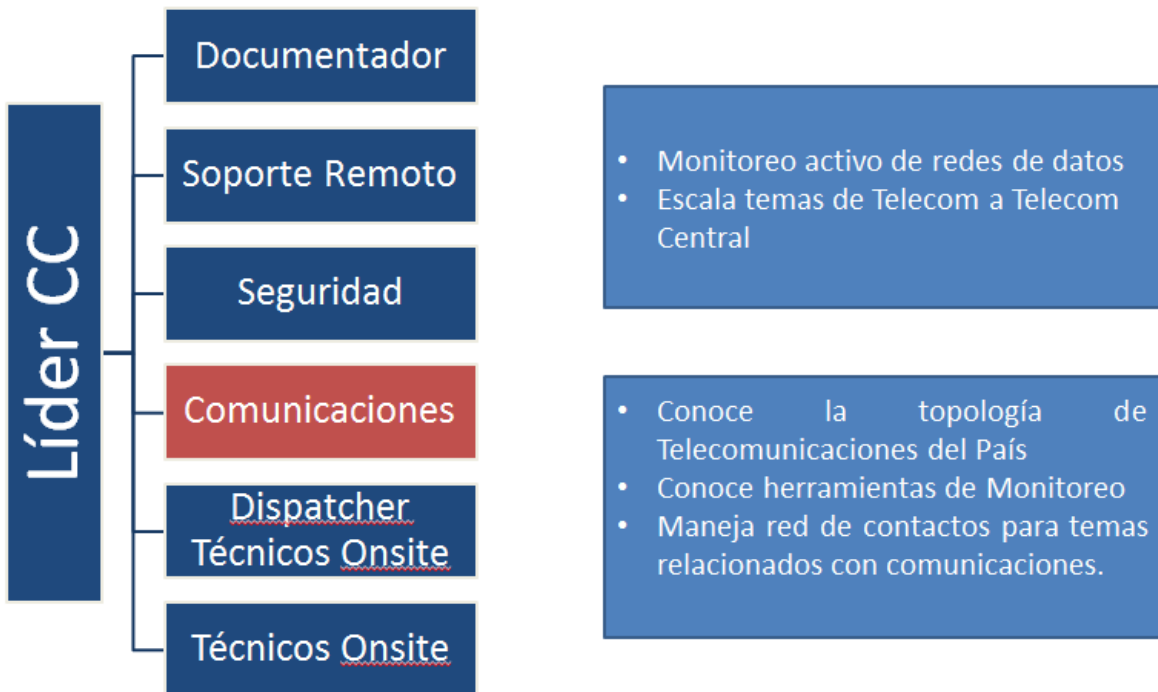 Líder CC
Documentador
Soporte Remoto
Seguridad
Comunicaciones
Dispatcher
Técnicos Onsite
Técnicos Onsite
• Monitoreo activo de redes de datos
• Escala temas de Telecom a Telecom
Central
• Conoce la topología de
Telecomunicaciones del País
• Conoce herramientas de Monitoreo
• Maneja red de contactos para temas
relacionados con comunicaciones.